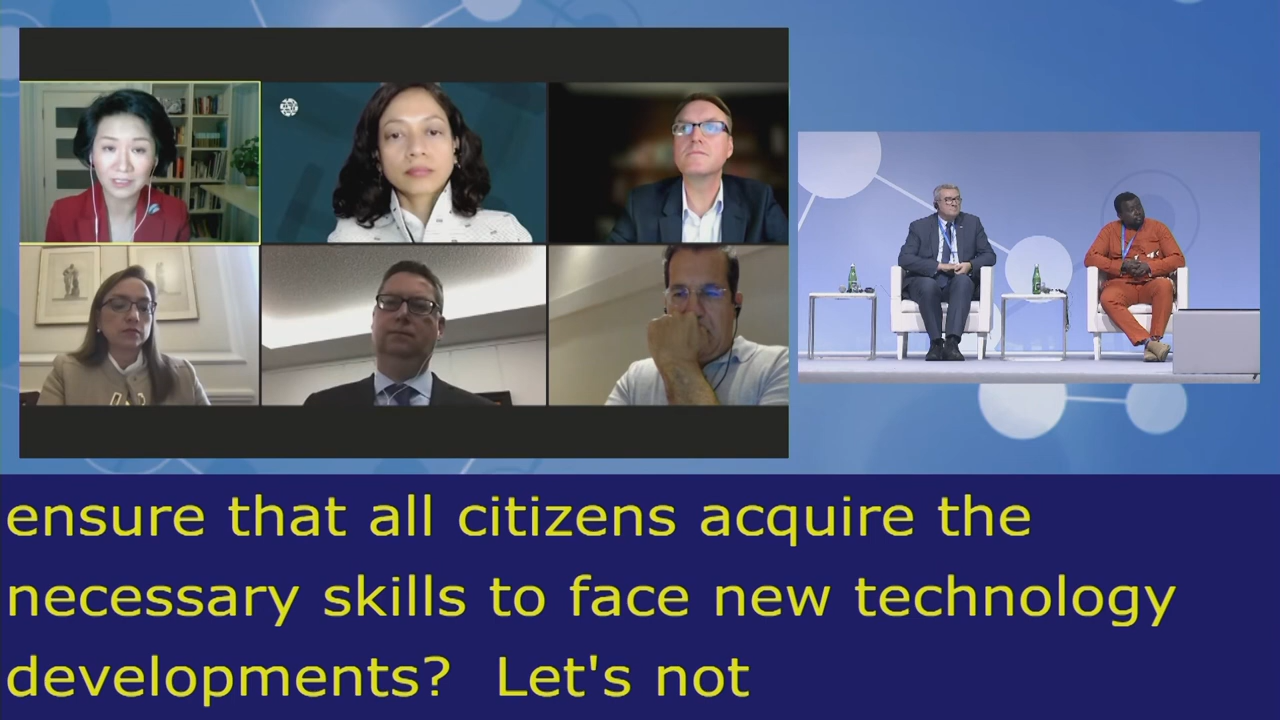 ensure that all citizens acquire the
necessary skills to face new technology
developments?  Let's not